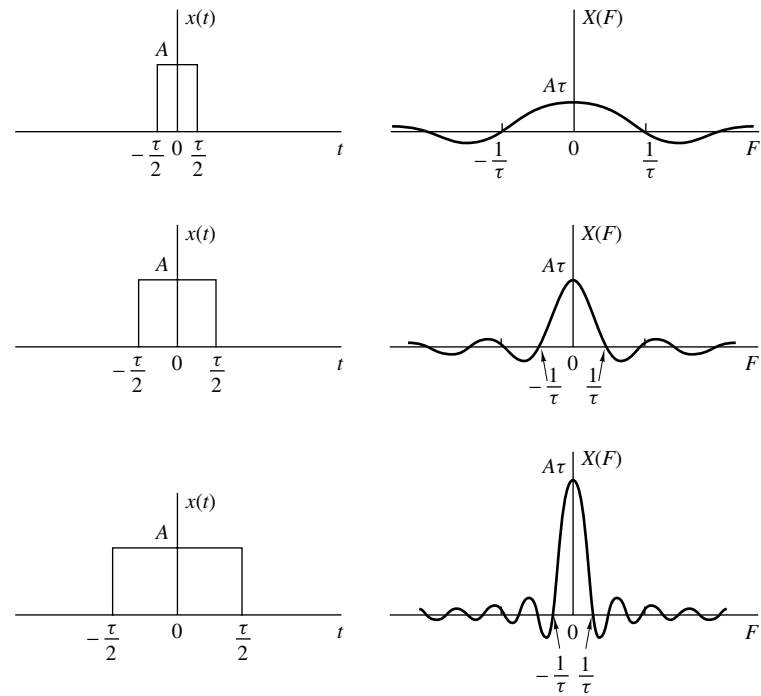 x(t)
A
−τ/2 0 τ/2 t
X(F)
Aτ
−1/τ 0 1/τ F
x(t)
A
−τ/2 0 τ/2 t
X(F)
Aτ
0 F
−1/τ 1/τ
x(t)
A
−τ/2 0 τ/2 t
X(F)
Aτ
0 F
−1/τ 1/τ